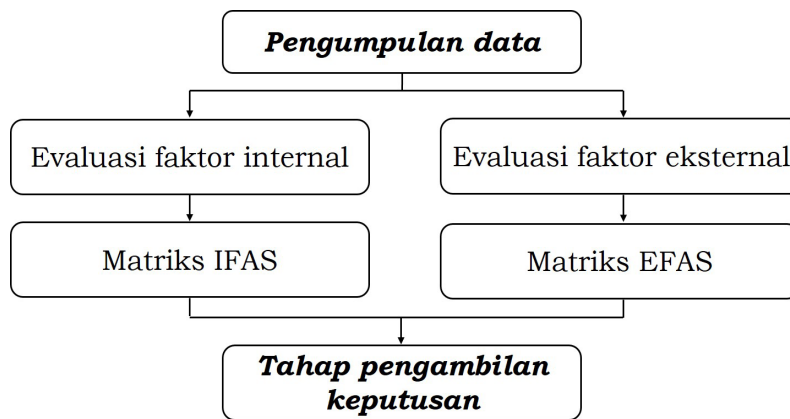 Pengumpulan data
Evaluasi faktor internal
Evaluasi faktor eksternal
Matriks IFAS
Matriks EFAS
Tahap pengambilan
keputusan